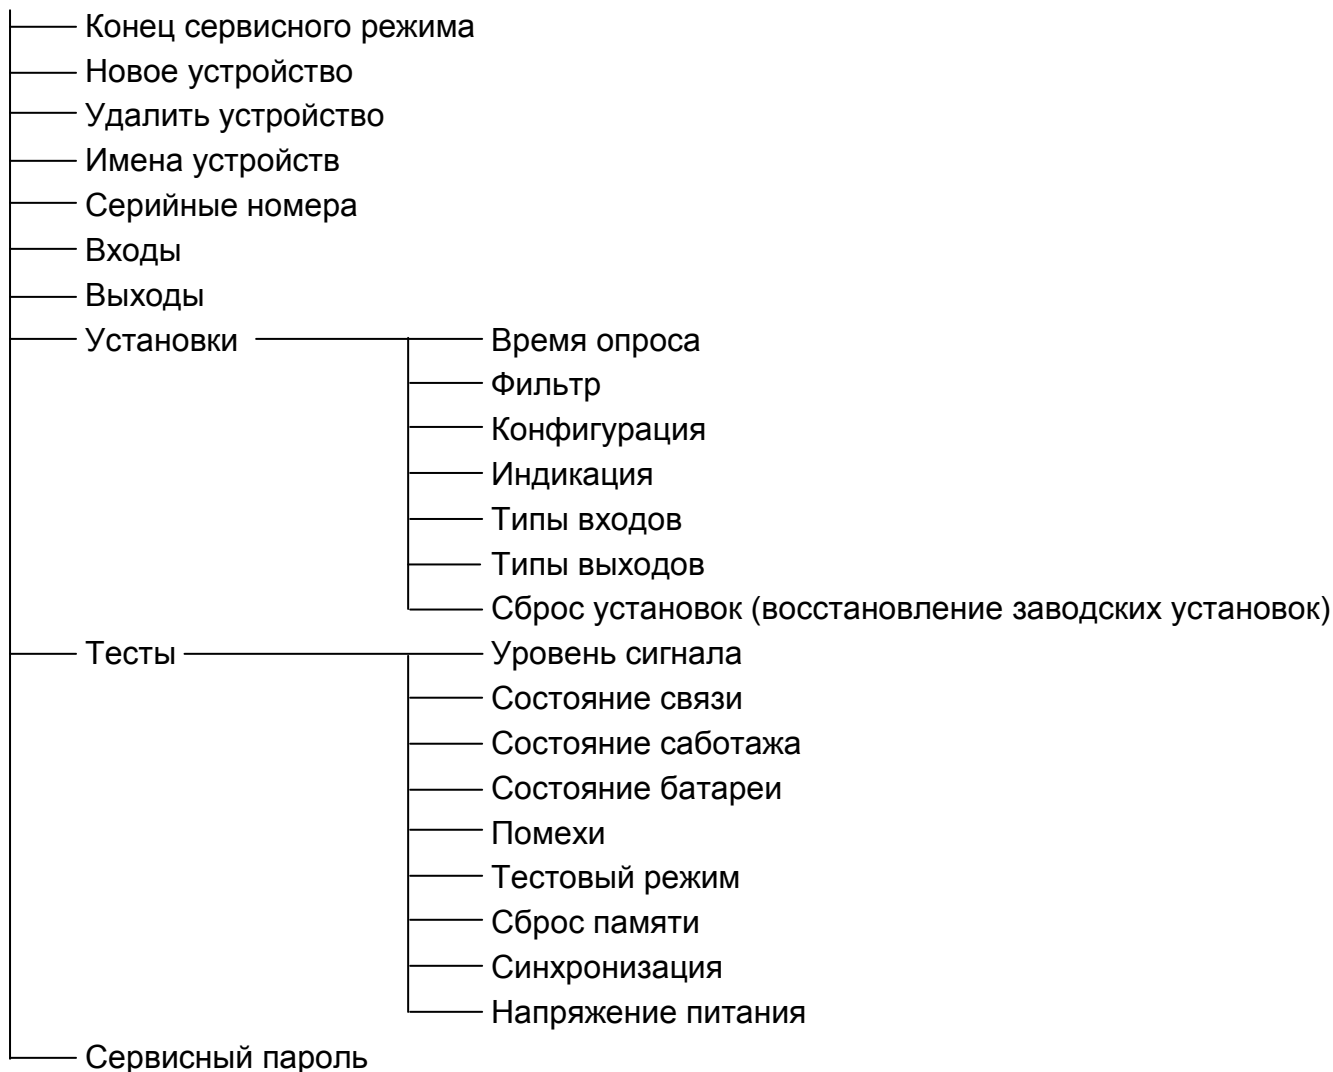 Конец сервисного режима
Новое устройство
Удалить устройство
Имена устройств
Серийные номера
Входы
Выходы
Установки
Время опроса
Фильтр
Конфигурация
Индикация
Типы входов
Типы выходов
Сброс установок (восстановление заводских установок)
Тесты
Уровень сигнала
Состояние связи
Состояние саботажа
Состояние батареи
Помехи
Тестовый режим
Сброс памяти
Синхронизация
Напряжение питания
Сервисный пароль